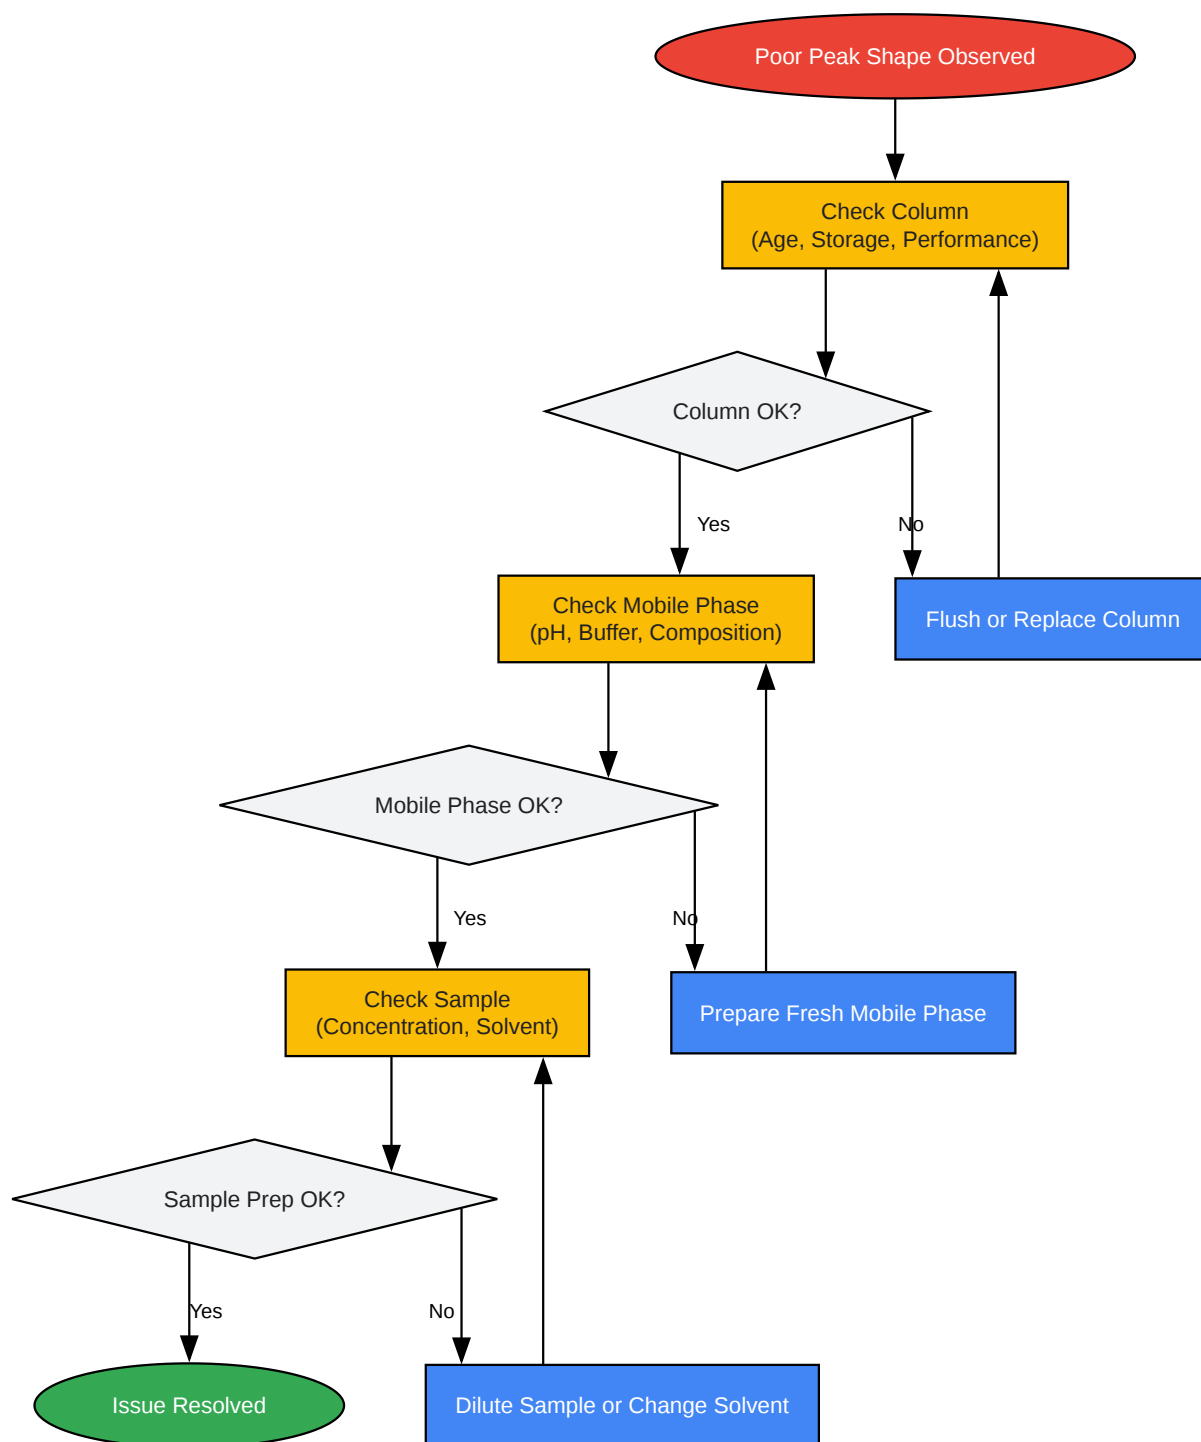 Poor Peak Shape Observed
Check Column
(Age, Storage, Performance)
Column OK?
Yes
No
Check Mobile Phase
(pH, Buffer, Composition)
Flush or Replace Column
Mobile Phase OK?
Yes
No
Check Sample
(Concentration, Solvent)
Prepare Fresh Mobile Phase
Sample Prep OK?
Yes
No
Issue Resolved
Dilute Sample or Change Solvent